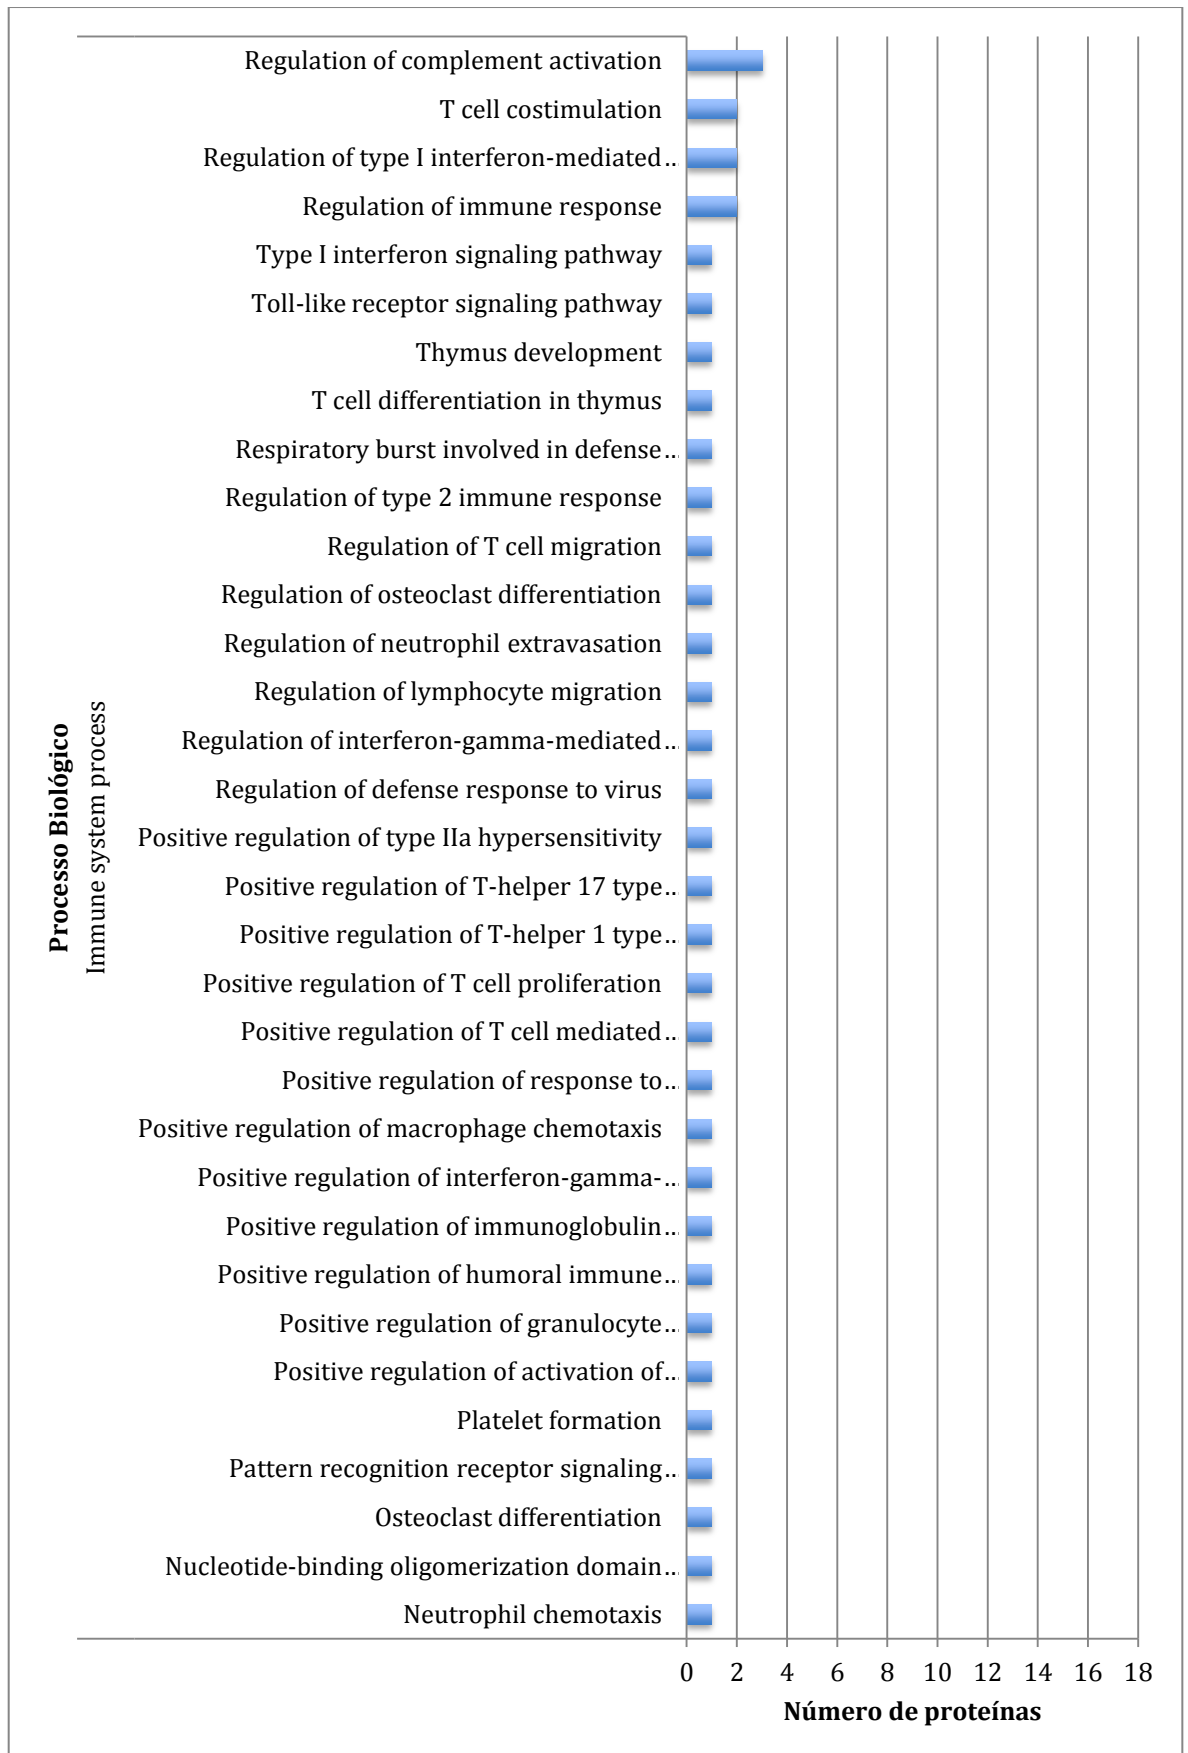 Regulation of complement activation
T cell costimulation
Regulation of type I interferon-mediated...
Regulation of immune response
Type I interferon signaling pathway
Toll-like receptor signaling pathway
Thymus development
T cell differentiation in thymus
Respiratory burst involved in defense...
Regulation of type 2 immune response
Regulation of T cell migration
Regulation of osteoclast differentiation
Regulation of neutrophil extravasation
Regulation of lymphocyte migration
Regulation of interferon-gamma-mediated...
Regulation of defense response to virus
Positive regulation of type IIa hypersensitivity
Positive regulation of T-helper 17 type...
Positive regulation of T-helper 1 type...
Positive regulation of T cell proliferation
Positive regulation of T cell mediated...
Positive regulation of response to...
Positive regulation of macrophage chemotaxis
Positive regulation of interferon-gamma-...
Positive regulation of immunoglobulin...
Positive regulation of humoral immune...
Positive regulation of granulocyte...
Positive regulation of activation of...
Platelet formation
Pattern recognition receptor signaling...
Osteoclast differentiation
Nucleotide-binding oligomerization domain...
Neutrophil chemotaxis
Processo Biológico
Immune system process
0 2 4 6 8 10 12 14 16 18
Número de proteínas